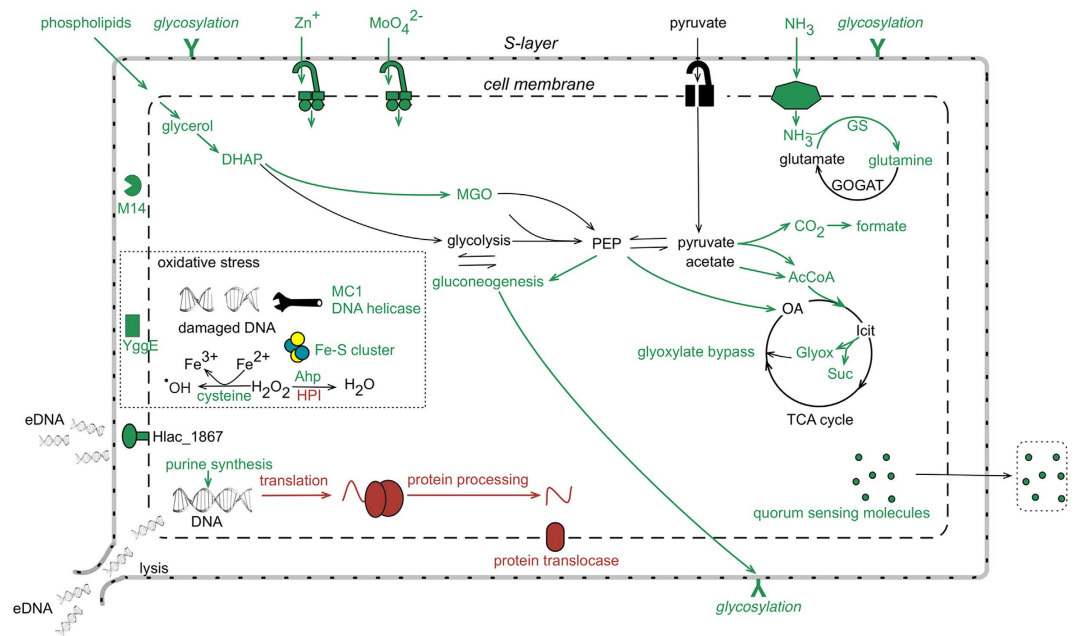 phospholipids
glycosylation
Zn+
MoO4 2-
pyruvate
NH3
glycosylation
S-layer
cell membrane
glycerol
DHAP
NH3
GS
glutamate
glutamine
GOGAT
M14
MGO
CO2
formate
glycolysis
PEP
pyruvate
acetate
AcCoA
gluconeogenesis
oxidative stress
MC1
DNA helicase
damaged DNA
OA
Icit
YggE
Fe-S cluster
glyoxylate bypass
Glyox
Suc
Fe3+
Fe2+
•OH
cysteine
H2O2
Ahp
HPI
H2O
TCA cycle
eDNA
Hlac_1867
purine synthesis
translation
protein processing
DNA
quorum sensing molecules
protein translocase
lysis
eDNA
glycosylation